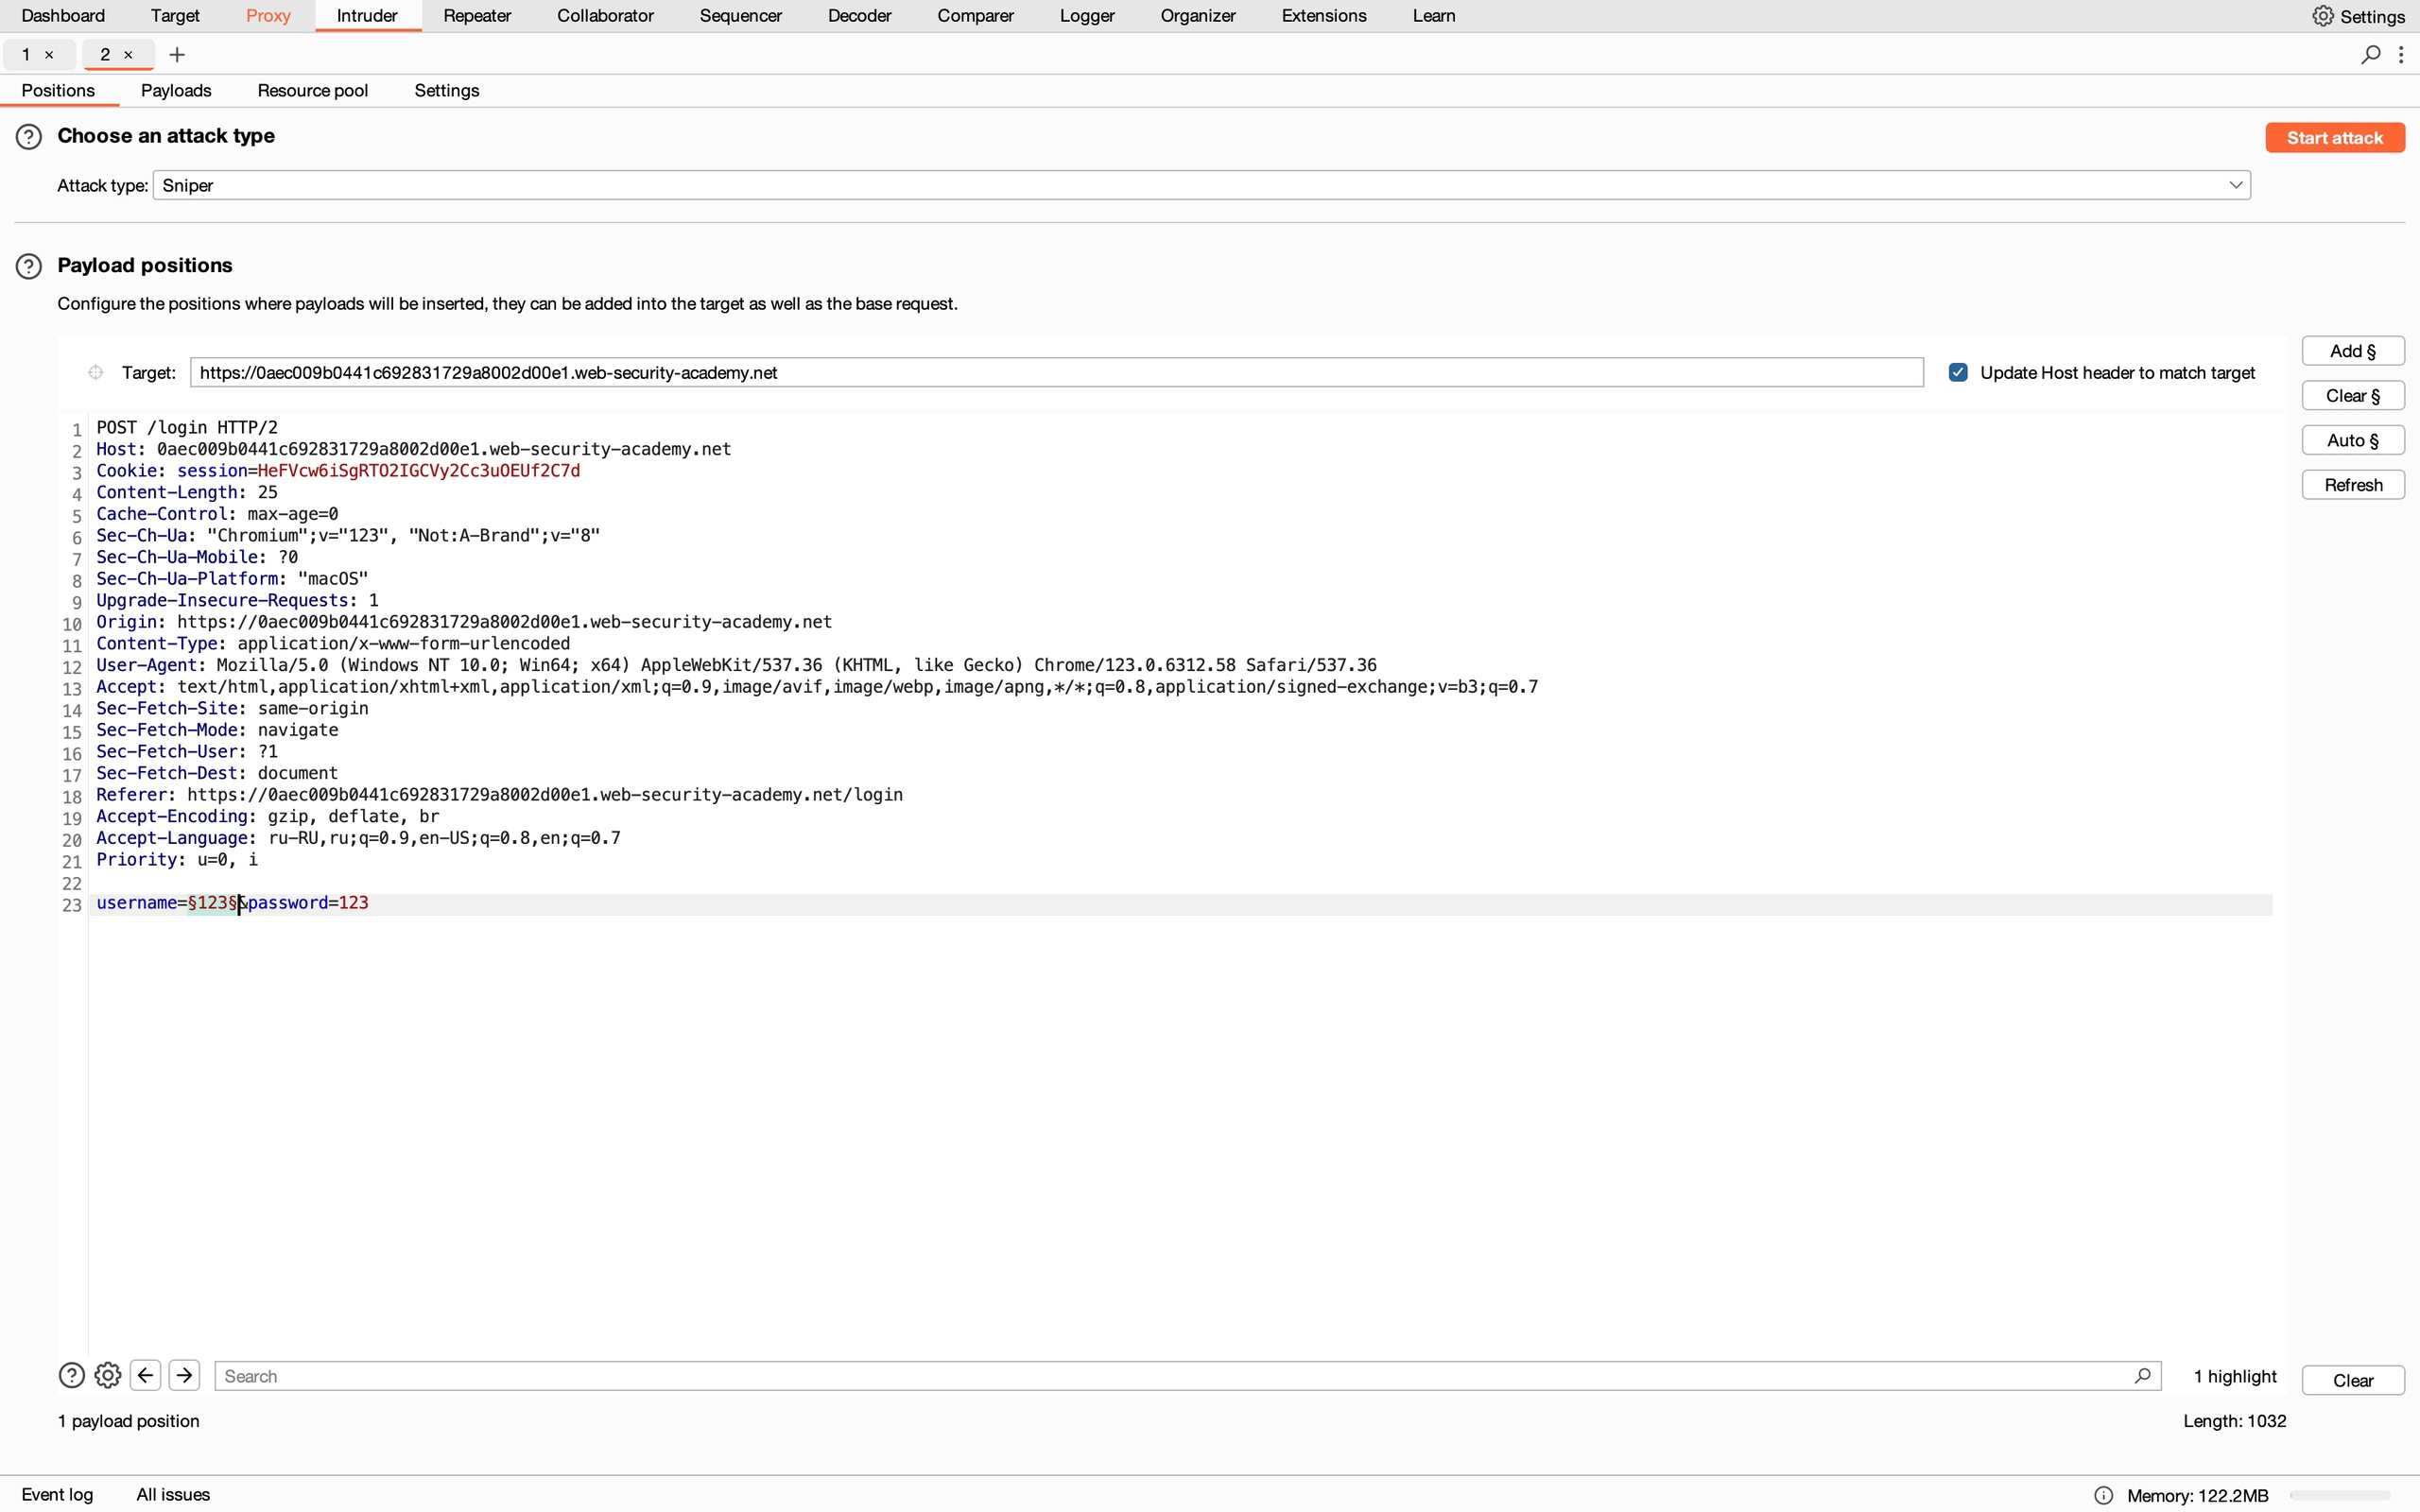 Dashboard Target Proxy Intruder Repeater Collaborator Sequencer Decoder Comparer Logger Organizer Extensions Learn Settings
1 × 2 × +
Positions Payloads Resource pool Settings
? Choose an attack type Start attack
Attack type: Sniper
? Payload positions
Configure the positions where payloads will be inserted, they can be added into the target as well as the base request.
Add §
Target: https://0aec009b0441c692831729a8002d00e1.web-security-academy.net Update Host header to match target
Clear §
Auto §
Refresh
1 POST /login HTTP/2
2 Host: 0aec009b0441c692831729a8002d00e1.web-security-academy.net
3 Cookie: session=HeFVcw6iSgRTO2IGCVy2Cc3uOEUf2C7d
4 Content-Length: 25
5 Cache-Control: max-age=0
6 Sec-Ch-Ua: "Chromium";v="123", "Not:A-Brand";v="8"
7 Sec-Ch-Ua-Mobile: ?0
8 Sec-Ch-Ua-Platform: "macOS"
9 Upgrade-Insecure-Requests: 1
10 Origin: https://0aec009b0441c692831729a8002d00e1.web-security-academy.net
11 Content-Type: application/x-www-form-urlencoded
12 User-Agent: Mozilla/5.0 (Windows NT 10.0; Win64; x64) AppleWebKit/537.36 (KHTML, like Gecko) Chrome/123.0.6312.58 Safari/537.36
13 Accept: text/html,application/xhtml+xml,application/xml;q=0.9,image/avif,image/webp,image/apng,*/*;q=0.8,application/signed-exchange;v=b3;q=0.7
14 Sec-Fetch-Site: same-origin
15 Sec-Fetch-Mode: navigate
16 Sec-Fetch-User: ?1
17 Sec-Fetch-Dest: document
18 Referer: https://0aec009b0441c692831729a8002d00e1.web-security-academy.net/login
19 Accept-Encoding: gzip, deflate, br
20 Accept-Language: ru-RU,ru;q=0.9,en-US;q=0.8,en;q=0.7
21 Priority: u=0, i
22
23 username=§123§&password=123
? Search 1 highlight Clear
1 payload position Length: 1032
Event log All issues Memory: 122.2MB